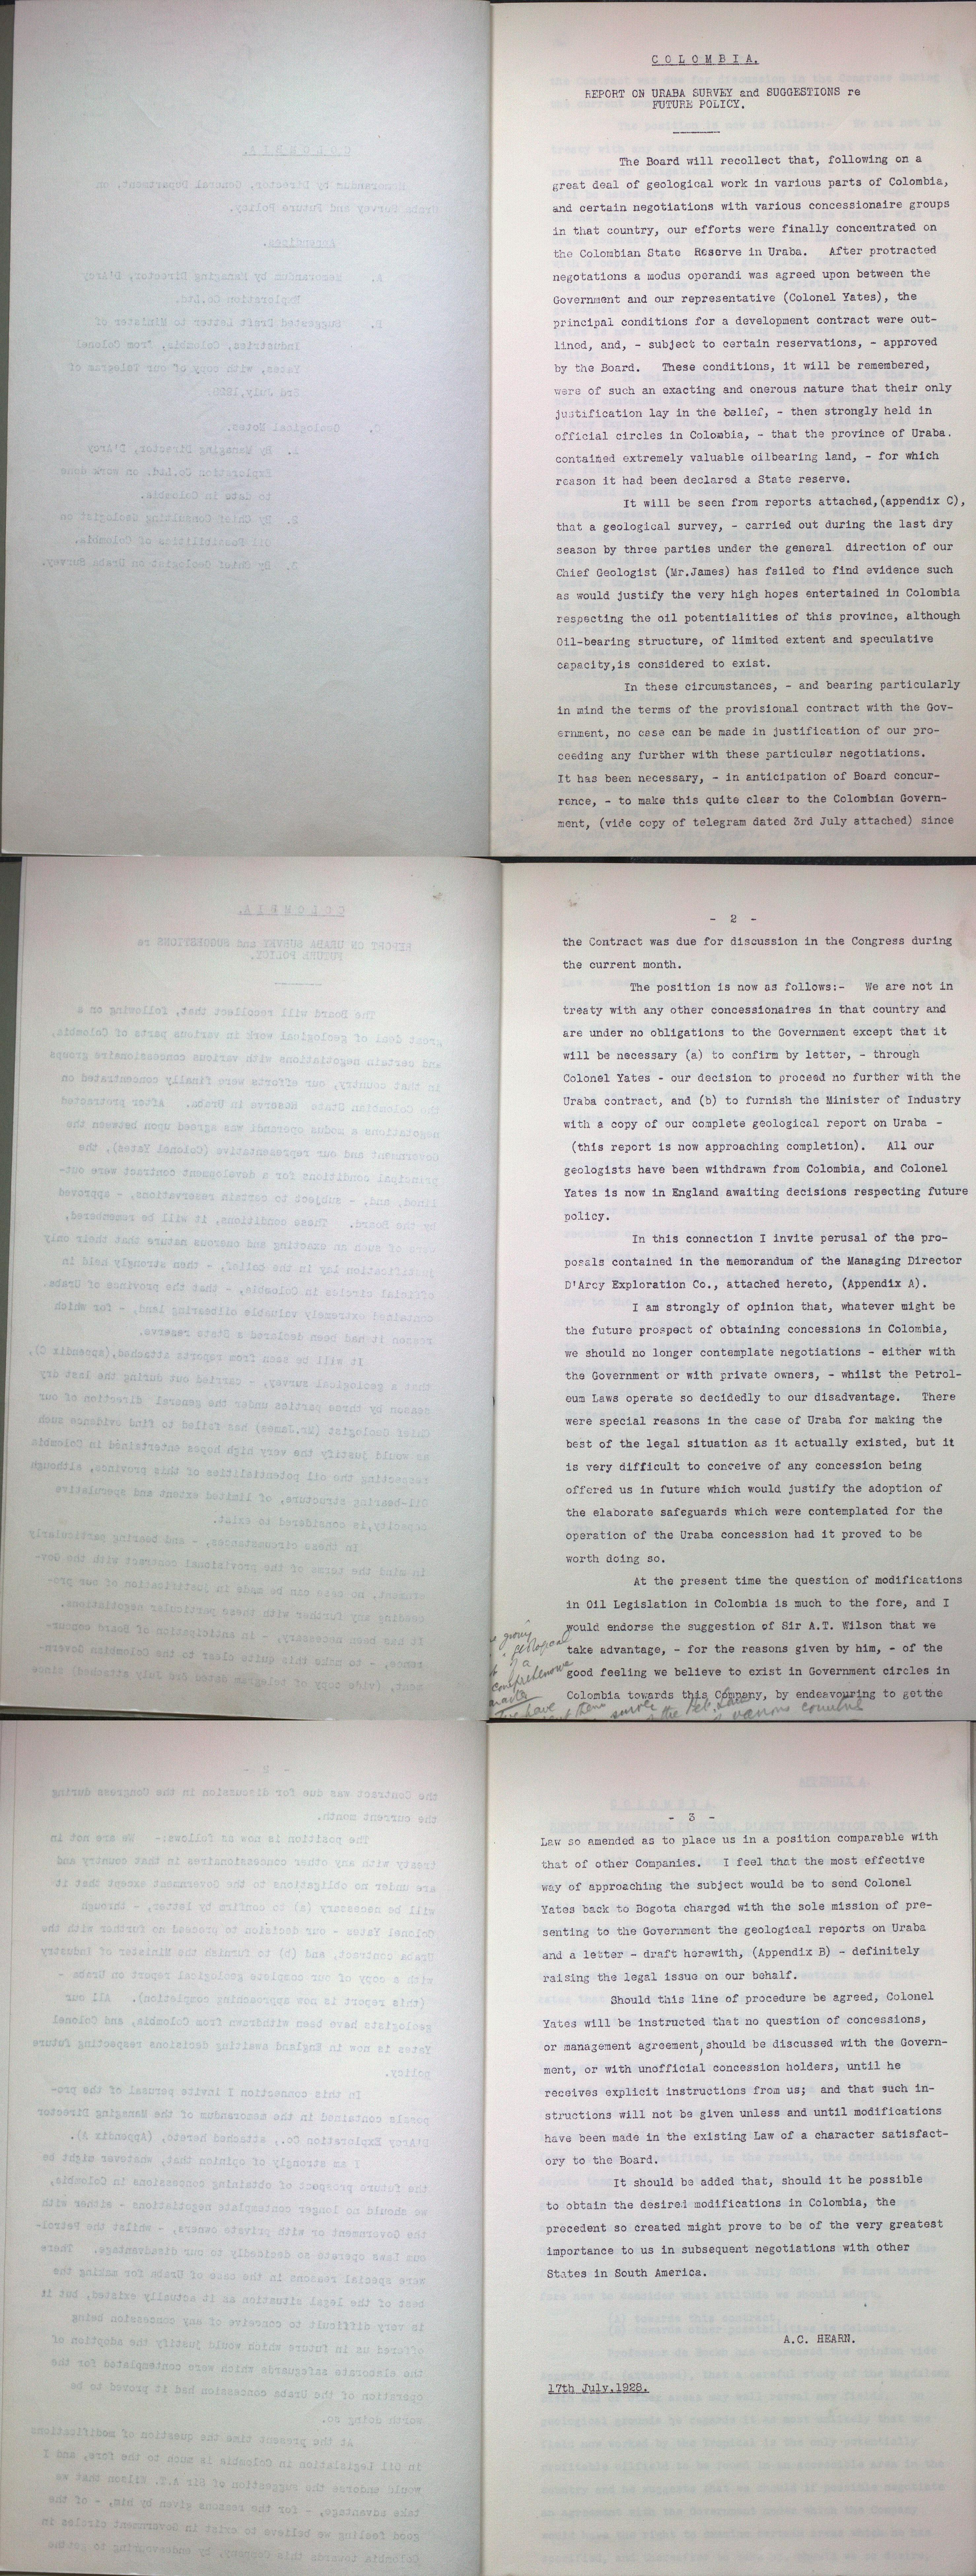 COLOMBIA.
REPORT ON URABA SURVEY and SUGGESTIONS re
FUTURE POLICY.
The Board will recollect that, following on a
great deal of geological work in various parts of Colombia,
and certain negotiations with various concessionaire groups
in that country, our efforts were finally concentrated on
the Colombian State Reserve in Uraba. After protracted
negotations a modus operandi was agreed upon between the
Government and our representative (Colonel Yates), the
principal conditions for a development contract were out-
lined, and, - subject to certain reservations, - approved
by the Board. These conditions, it will be remembered,
were of such an exacting and onerous nature that their only
justification lay in the belief, - then strongly held in
official circles in Colombia, - that the province of Uraba.
contained extremely valuable oilbearing land, - for which
reason it had been declared a State reserve.
It will be seen from reports attached,(appendix C),
that a geological survey, - carried out during the last dry
season by three parties under the general direction of our
Chief Geologist (Mr.James) has failed to find evidence such
as would justify the very high hopes entertained in Colombia
respecting the oil potentialities of this province, although
Oil-bearing structure, of limited extent and speculative
capacity,is considered to exist.
In these circumstances, - and bearing particularly
in mind the terms of the provisional contract with the Gov-
ernment, no case can be made in justification of our pro-
ceeding any further with these particular negotiations.
It has been necessary, - in anticipation of Board concur-
rence, - to make this quite clear to the Colombian Govern-
ment, (vide copy of telegram dated 3rd July attached) since
- 2 -
the Contract was due for discussion in the Congress during
the current month.
The position is now as follows:- We are not in
treaty with any other concessionaires in that country and
are under no obligations to the Government except that it
will be necessary (a) to confirm by letter, - through
Colonel Yates - our decision to proceed no further with the
Uraba contract, and (b) to furnish the Minister of Industry
with a copy of our complete geological report on Uraba -
(this report is now approaching completion). All our
geologists have been withdrawn from Colombia, and Colonel
Yates is now in England awaiting decisions respecting future
policy.
In this connection I invite perusal of the pro-
posals contained in the memorandum of the Managing Director
D'Arcy Exploration Co., attached hereto, (Appendix A).
I am strongly of opinion that, whatever might be
the future prospect of obtaining concessions in Colombia,
we should no longer contemplate negotiations - either with
the Government or with private owners, - whilst the Petrol-
eum Laws operate so decidedly to our disadvantage. There
were special reasons in the case of Uraba for making the
best of the legal situation as it actually existed, but it
is very difficult to conceive of any concession being
offered us in future which would justify the adoption of
the elaborate safeguards which were contemplated for the
operation of the Uraba concession had it proved to be
worth doing so.
At the present time the question of modifications
in Oil Legislation in Colombia is much to the fore, and I
would endorse the suggestion of Sir A.T. Wilson that we
take advantage, - for the reasons given by him, - of the
good feeling we believe to exist in Government circles in
Colombia towards this Company, by endeavouring to getthe
geological
of a
comprehensive
have
various
- 3 -
Law so amended as to place us in a position comparable with
that of other Companies. I feel that the most effective
way of approaching the subject would be to send Colonel
Yates back to Bogota charged with the sole mission of pre-
senting to the Government the geological reports on Uraba
and a letter - draft herewith, (Appendix B) - definitely
raising the legal issue on our behalf.
Should this line of procedure be agreed, Colonel
Yates will be instructed that no question of concessions,
or management agreement, should be discussed with the Govern-
ment, or with unofficial concession holders, until he
receives explicit instructions from us; and that such in-
structions will not be given unless and until modifications
have been made in the existing Law of a character satisfact-
ory to the Board.
It should be added that, should it be possible
to obtain the desired modifications in Colombia, the
precedent so created might prove to be of the very greatest
importance to us in subsequent negotiations with other
States in South America.
A.C. HEARN.
17th July.1928.